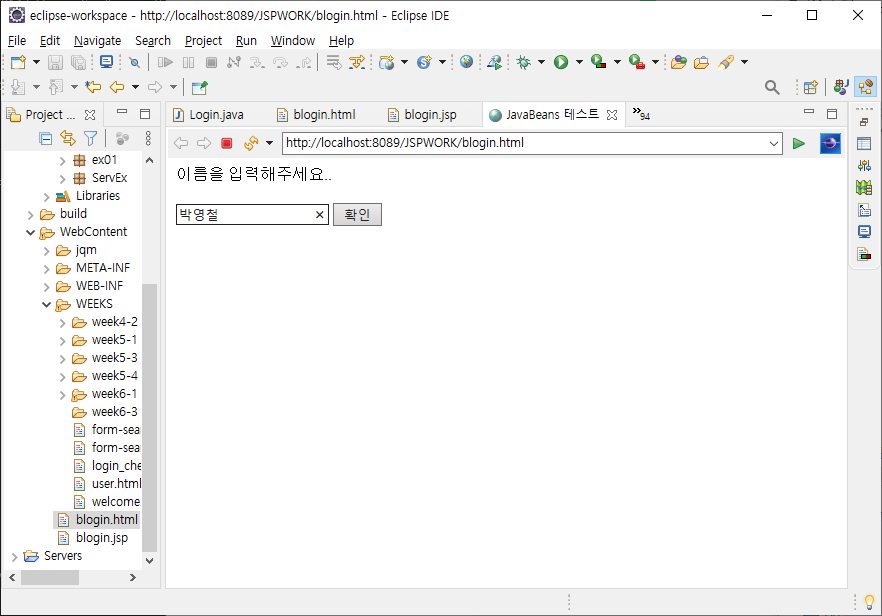 eclipse-workspace - http://localhost:8089/JSPWORK/blogin.html - Eclipse IDE
File Edit Navigate Search Project Run Window Help
Project ...
Login.java blogin.html blogin.jsp JavaBeans 테스트 »94
http://localhost:8089/JSPWORK/blogin.html
ex01
ServEx
Libraries
build
WebContent
jqm
META-INF
WEB-INF
WEEKS
week4-2
week5-1
week5-3
week5-4
week6-1
week6-3
form-sea
form-sea
login_che
user.html
welcome
blogin.html
blogin.jsp
Servers
이름을 입력해주세요..
박영철 확인